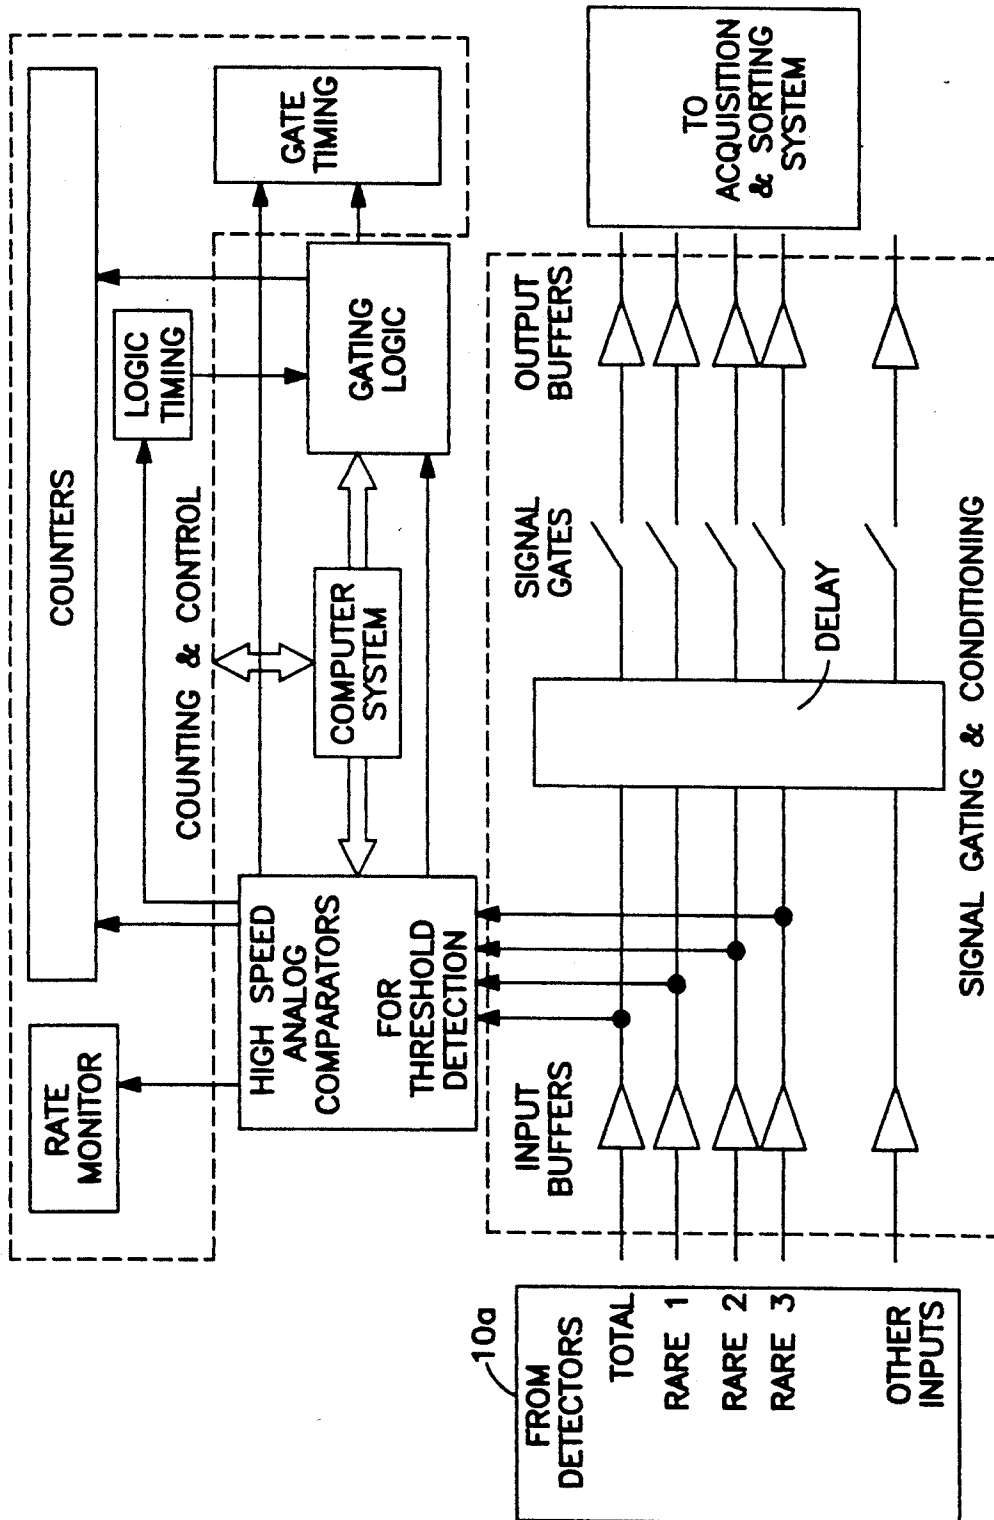 RATE
MONITOR
COUNTERS
LOGIC
TIMING
COUNTING & CONTROL
HIGH SPEED
ANALOG
COMPARATORS
FOR
THRESHOLD
DETECTION
COMPUTER
SYSTEM
GATING
LOGIC
GATE
TIMING
10a
FROM
DETECTORS
TOTAL
RARE 1
RARE 2
RARE 3
OTHER
INPUTS
INPUT
BUFFERS
DELAY
SIGNAL
GATES
OUTPUT
BUFFERS
SIGNAL GATING & CONDITIONING
TO
ACQUISITION
& SORTING
SYSTEM